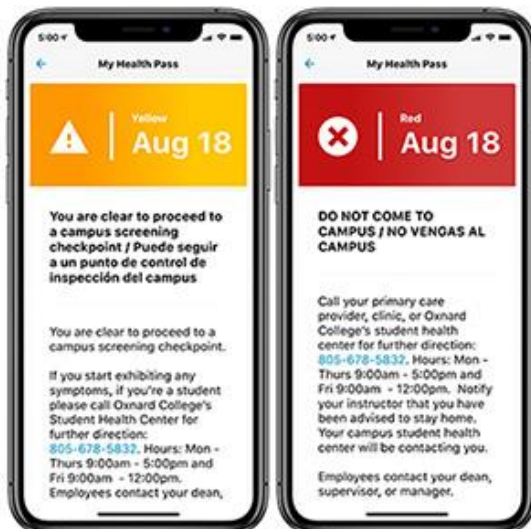 5:00
My Health Pass
Yellow
Aug 18
You are clear to proceed to
a campus screening
checkpoint / Puede seguir
a un punto de control de
inspección del campus
You are clear to proceed to a
campus screening checkpoint.
If you start exhibiting any
symptoms, if you're a student
please call Oxnard College's
Student Health Center for
further direction:
805-678-5832. Hours: Mon -
Thurs 9:00am - 5:00pm and
Fri 9:00am - 12:00pm.
Employees contact your dean,
5:00
My Health Pass
Red
Aug 18
DO NOT COME TO
CAMPUS / NO VENGAS AL
CAMPUS
Call your primary care
provider, clinic, or Oxnard
College's student health
center for further direction:
805-678-5832. Hours: Mon -
Thurs 9:00am - 5:00pm and
Fri 9:00am - 12:00pm. Notify
your instructor that you have
been advised to stay home.
Your campus student health
center will be contacting you.
Employees contact your dean,
supervisor, or manager.